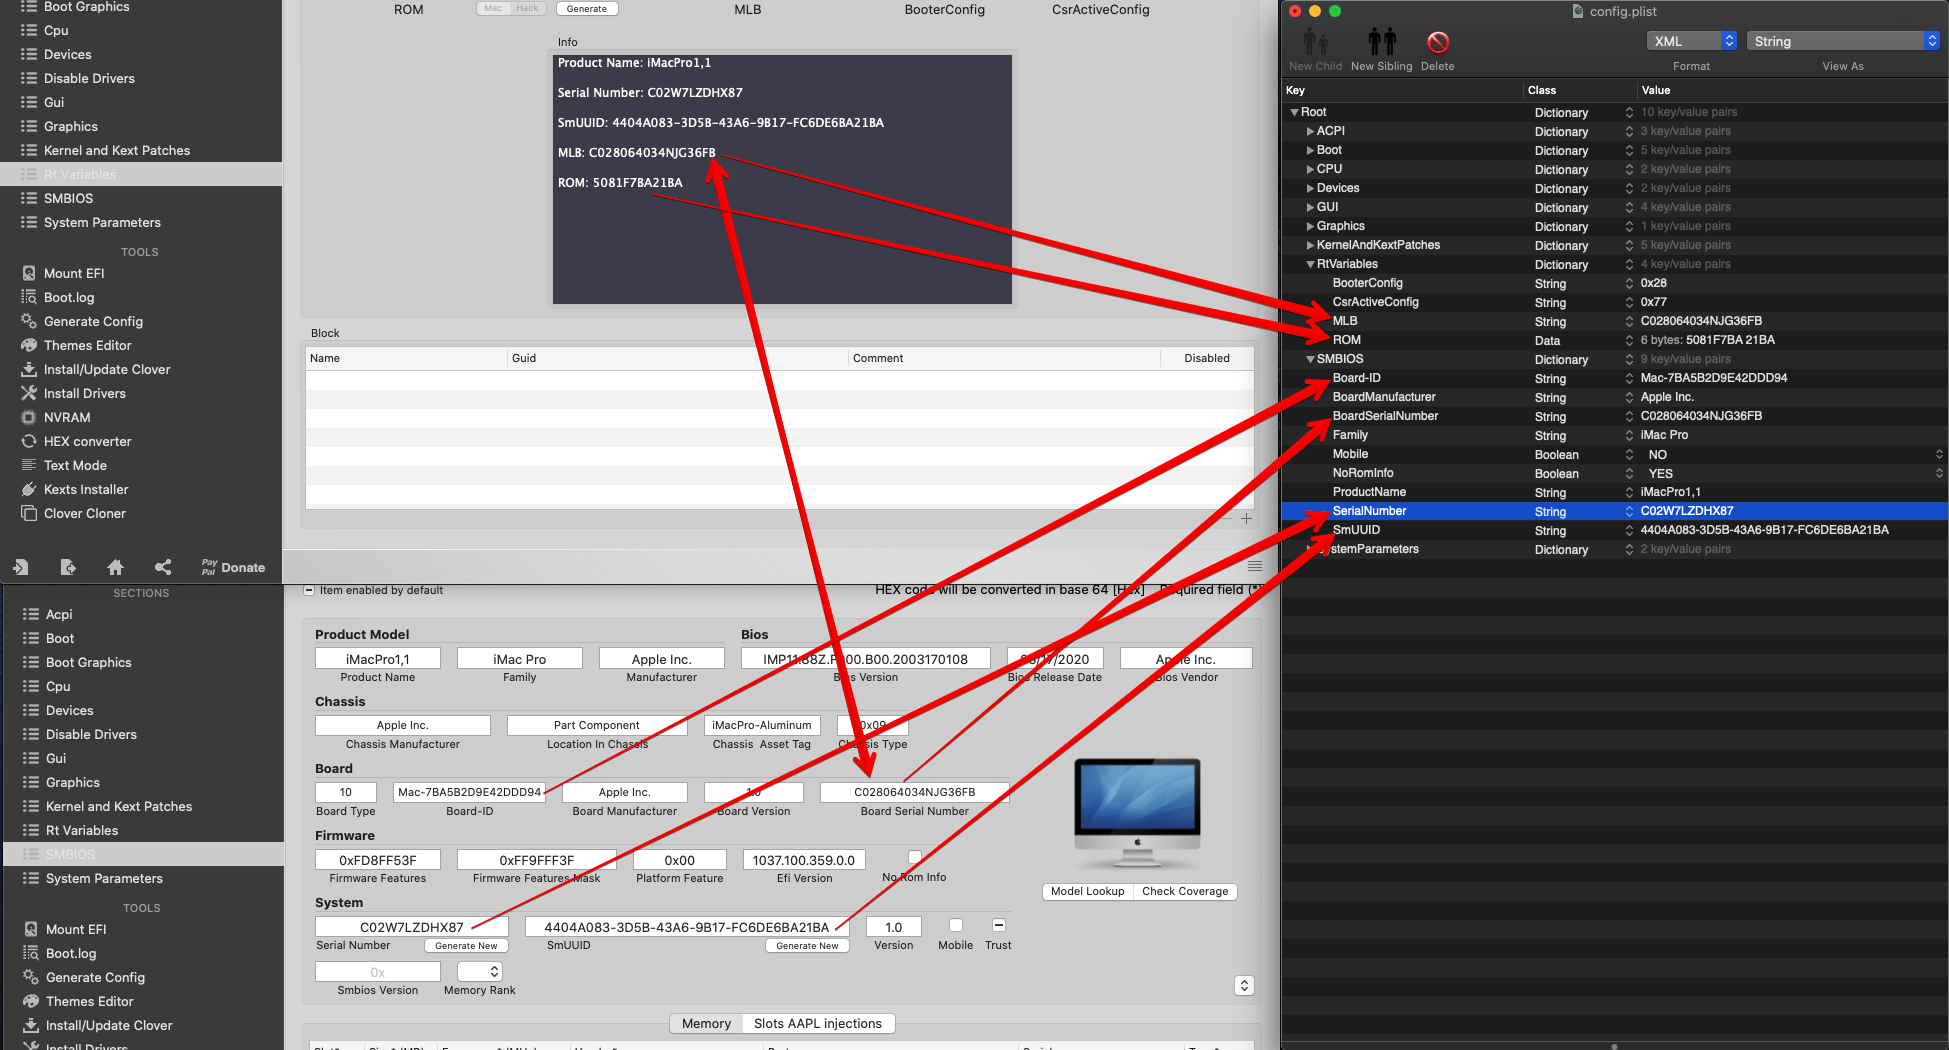 Boot Graphics
Cpu
Devices
Disable Drivers
Gui
Graphics
Kernel and Kext Patches
Rt Variables
SMBIOS
System Parameters
TOOLS
Mount EFI
Boot.log
Generate Config
Themes Editor
Install/Update Clover
Install Drivers
NVRAM
HEX converter
Text Mode
Kexts Installer
Clover Cloner
Pay Pal Donate
ROM Mac Hack Generate MLB BooterConfig CsrActiveConfig
Info
Product Name: iMacPro1,1
Serial Number: C02W7LZDHX87
SmUUID: 4404A083-3D5B-43A6-9B17-FC6DE6BA21BA
MLB: C028064034NJG36FB
ROM: 5081F7BA21BA
Block
Name Guid Comment Disabled
SECTIONS
Acpi
Boot
Boot Graphics
Cpu
Devices
Disable Drivers
Gui
Graphics
Kernel and Kext Patches
Rt Variables
SMBIOS
System Parameters
TOOLS
Mount EFI
Boot.log
Generate Config
Themes Editor
Install/Update Clover
Install Drivers
Item enabled by default HEX code will be converted in base 64 [Hex] Required field (*)
Product Model Bios
iMacPro1,1 iMac Pro Apple Inc. 2003170108 /2020 Inc.
Product Name Family Manufacturer Bios Version Bios Release Date Bios Vendor
Chassis
Apple Inc. Part Component iMacPro-Aluminum 0x09
Chassis Manufacturer Location In Chassis Chassis Asset Tag Chassis Type
Board
10 Mac-7BA5B2D9E42DDD94 Apple Inc. 1.0 C028064034NJG36FB
Board Type Board-ID Board Manufacturer Board Version Board Serial Number
Firmware
0xFD8FF53F 0xFF9FFF3F 0x00 1037.100.359.0.0
Firmware Features Firmware Features Mask Platform Feature Efi Version No Rom Info
Model Lookup Check Coverage
System
C02W7LZDHX87 4404A083-3D5B-43A6-9B17-FC6DE6BA21BA 1.0
Serial Number Generate New SmUUID Generate New Version Mobile Trust
0x
Smbios Version Memory Rank
Memory Slots AAPL injections
config.plist
XML String
New Child New Sibling Delete Format View As
Key Class Value
Root Dictionary 10 key/value pairs
ACPI Dictionary 3 key/value pairs
Boot Dictionary 5 key/value pairs
CPU Dictionary 2 key/value pairs
Devices Dictionary 2 key/value pairs
GUI Dictionary 4 key/value pairs
Graphics Dictionary 1 key/value pairs
KernelAndKextPatches Dictionary 5 key/value pairs
RtVariables Dictionary 4 key/value pairs
BooterConfig String 0x28
CsrActiveConfig String 0x77
MLB String C028064034NJG36FB
ROM Data 6 bytes: 5081F7BA 21BA
SMBIOS Dictionary 9 key/value pairs
Board-ID String Mac-7BA5B2D9E42DDD94
BoardManufacturer String Apple Inc.
BoardSerialNumber String C028064034NJG36FB
Family String iMac Pro
Mobile Boolean NO
NoRomInfo Boolean YES
ProductName String iMacPro1,1
SerialNumber String C02W7LZDHX87
SmUUID String 4404A083-3D5B-43A6-9B17-FC6DE6BA21BA
SystemParameters Dictionary 2 key/value pairs